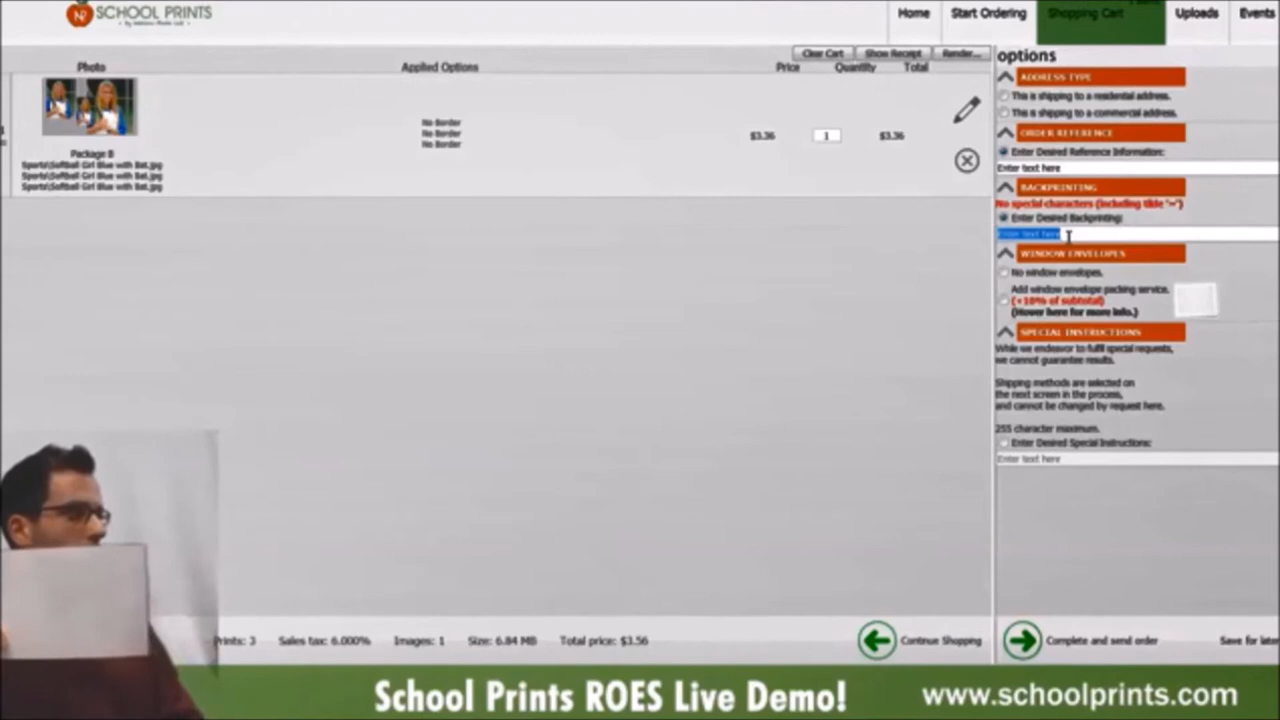 SCHOOL PRINTS
Home
Start Ordering
Shopping Cart
Uploads
Events
Clear Cart
Show Receipt
Render...
Photo
Applied Options
Price
Quantity
Total
Package B
Sports\Softball Girl Blue with Bat.jpg
Sports\Softball Girl Blue with Bat.jpg
Sports\Softball Girl Blue with Bat.jpg
No Border
No Border
No Border
$3.36
1
$3.36
options
ADDRESS TYPE
This is shipping to a residential address.
This is shipping to a commercial address.
ORDER REFERENCE
Enter Desired Reference Information:
Enter text here
BACKPRINTING
No special characters (including tilde '~')
Enter Desired Backprinting:
Enter text here
WINDOW ENVELOPES
No window envelopes.
Add window envelope packing service.
(+10% of subtotal)
(Hover here for more info.)
SPECIAL INSTRUCTIONS
While we endeavor to fulfill special requests,
we cannot guarantee results.
Shipping methods are selected on
the next screen in the process,
and cannot be changed by request here.
255 character maximum.
Enter Desired Special Instructions:
Enter text here
Prints: 3
Sales tax: 6.000%
Images: 1
Size: 6.84 MB
Total price: $3.56
Continue Shopping
Complete and send order
Save for later
School Prints ROES Live Demo!
www.schoolprints.com